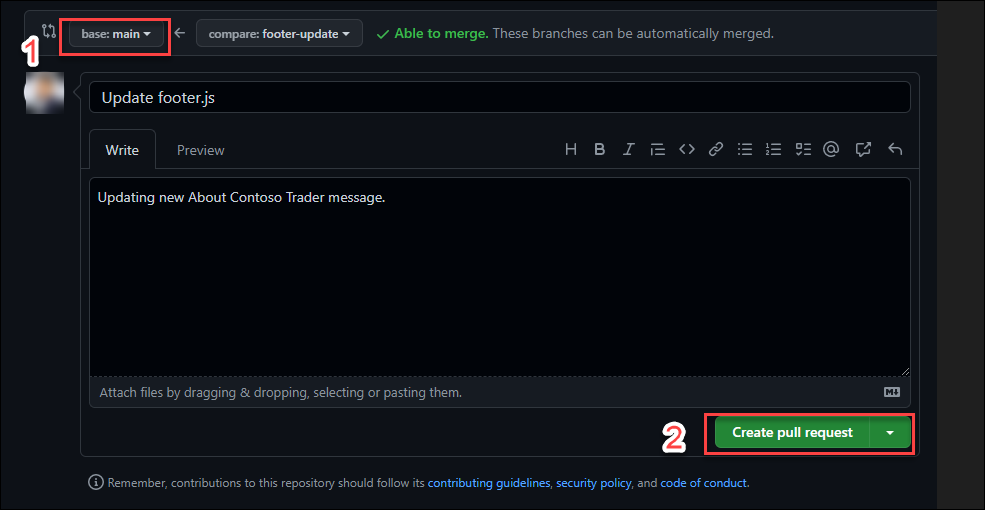 base: main compare: footer-update Able to merge. These branches can be automatically merged.
1
Update footer.js
Write Preview H B I @
Updating new About Contoso Trader message.
Attach files by dragging & dropping, selecting or pasting them.
2 Create pull request
Remember, contributions to this repository should follow its contributing guidelines, security policy, and code of conduct.